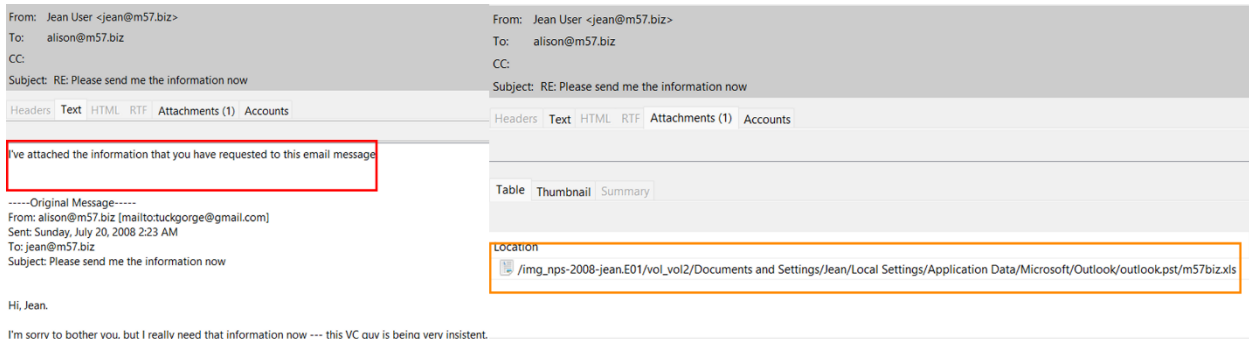 From: Jean User <jean@m57.biz>
To: alison@m57.biz
CC:
Subject: RE: Please send me the information now
Headers Text HTML RTF Attachments (1) Accounts
I've attached the information that you have requested to this email message
-----Original Message-----
From: alison@m57.biz [mailto:tuckgorge@gmail.com]
Sent: Sunday, July 20, 2008 2:23 AM
To: jean@m57.biz
Subject: Please send me the information now
Hi, Jean.
I'm sorry to bother you, but I really need that information now --- this VC guy is being very insistent.
From: Jean User <jean@m57.biz>
To: alison@m57.biz
CC:
Subject: RE: Please send me the information now
Headers Text HTML RTF Attachments (1) Accounts
Table Thumbnail Summary
Location
/img_nps-2008-jean.E01/vol_vol2/Documents and Settings/Jean/Local Settings/Application Data/Microsoft/Outlook/outlook.pst/m57biz.xls